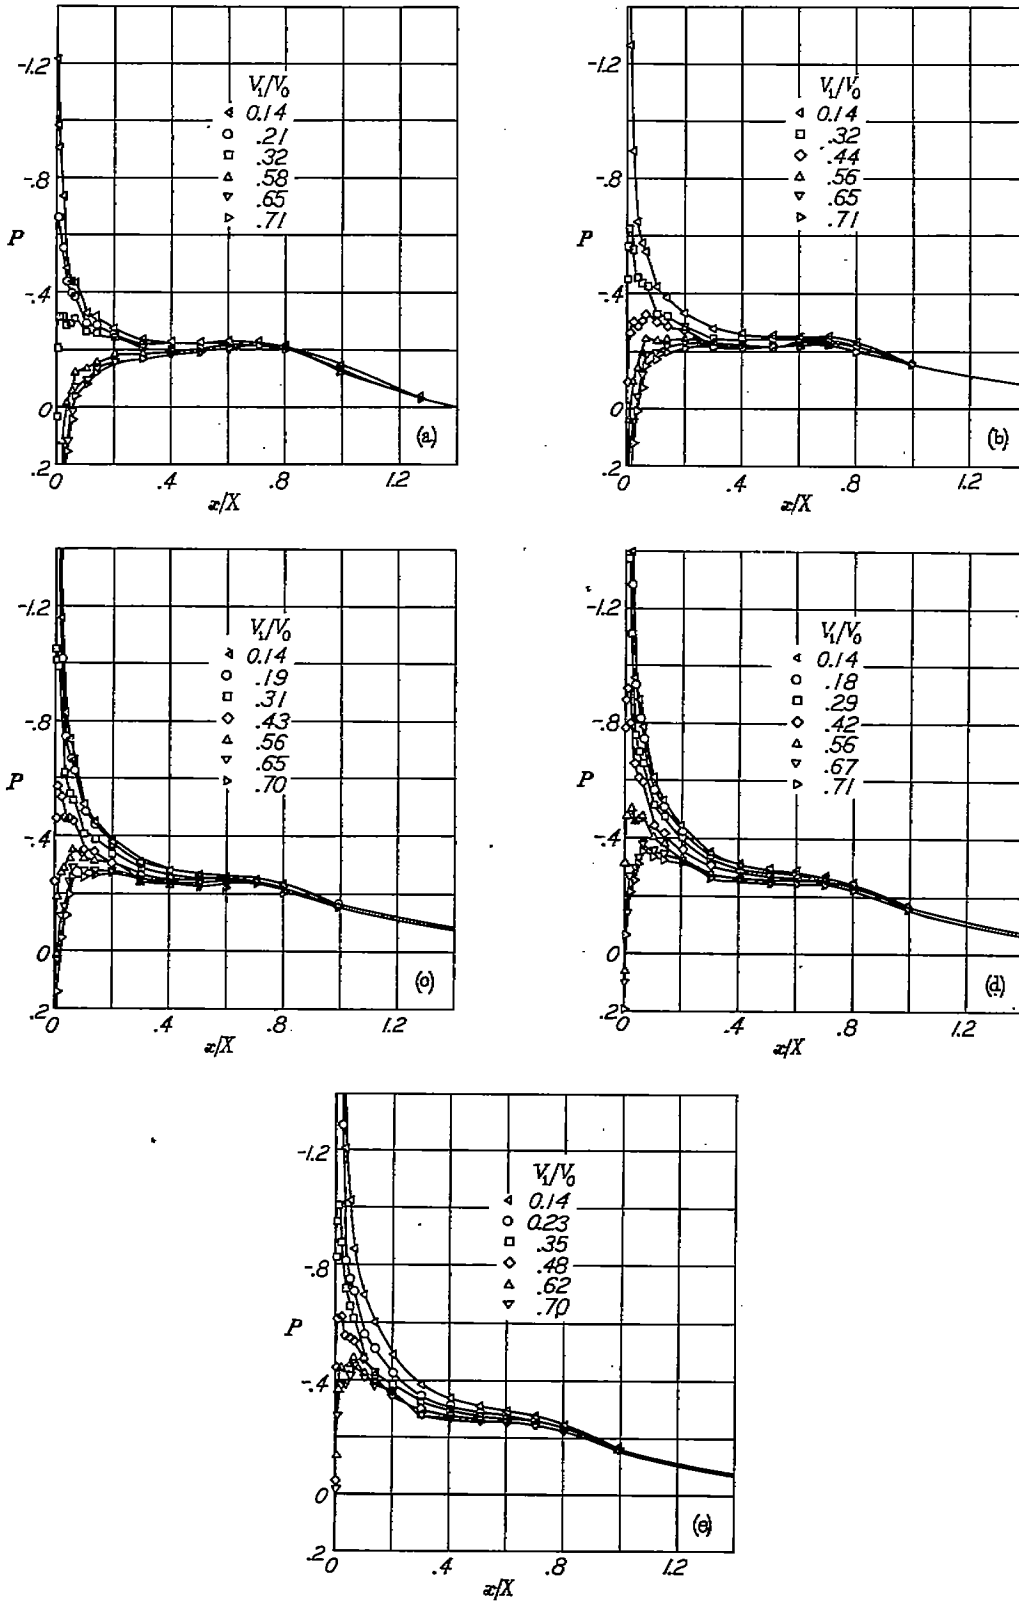 -1.2
-.8
P
-.4
0
.2
V₁/V₀
0.14
.21
.32
.58
.65
.71
(a)
0 .4 .8 1.2
x/X
-1.2
-.8
P
-.4
0
.2
V₁/V₀
0.14
.32
.44
.56
.65
.71
(b)
0 .4 .8 1.2
x/X
-1.2
-.8
P
-.4
0
.2
V₁/V₀
0.14
.19
.31
.43
.56
.65
.70
(c)
0 .4 .8 1.2
x/X
-1.2
-.8
P
-.4
0
.2
V₁/V₀
0.14
.18
.29
.42
.56
.67
.71
(d)
0 .4 .8 1.2
x/X
-1.2
-.8
P
-.4
0
.2
V₁/V₀
0.14
0.23
.35
.48
.62
.70
(e)
0 .4 .8 1.2
x/X